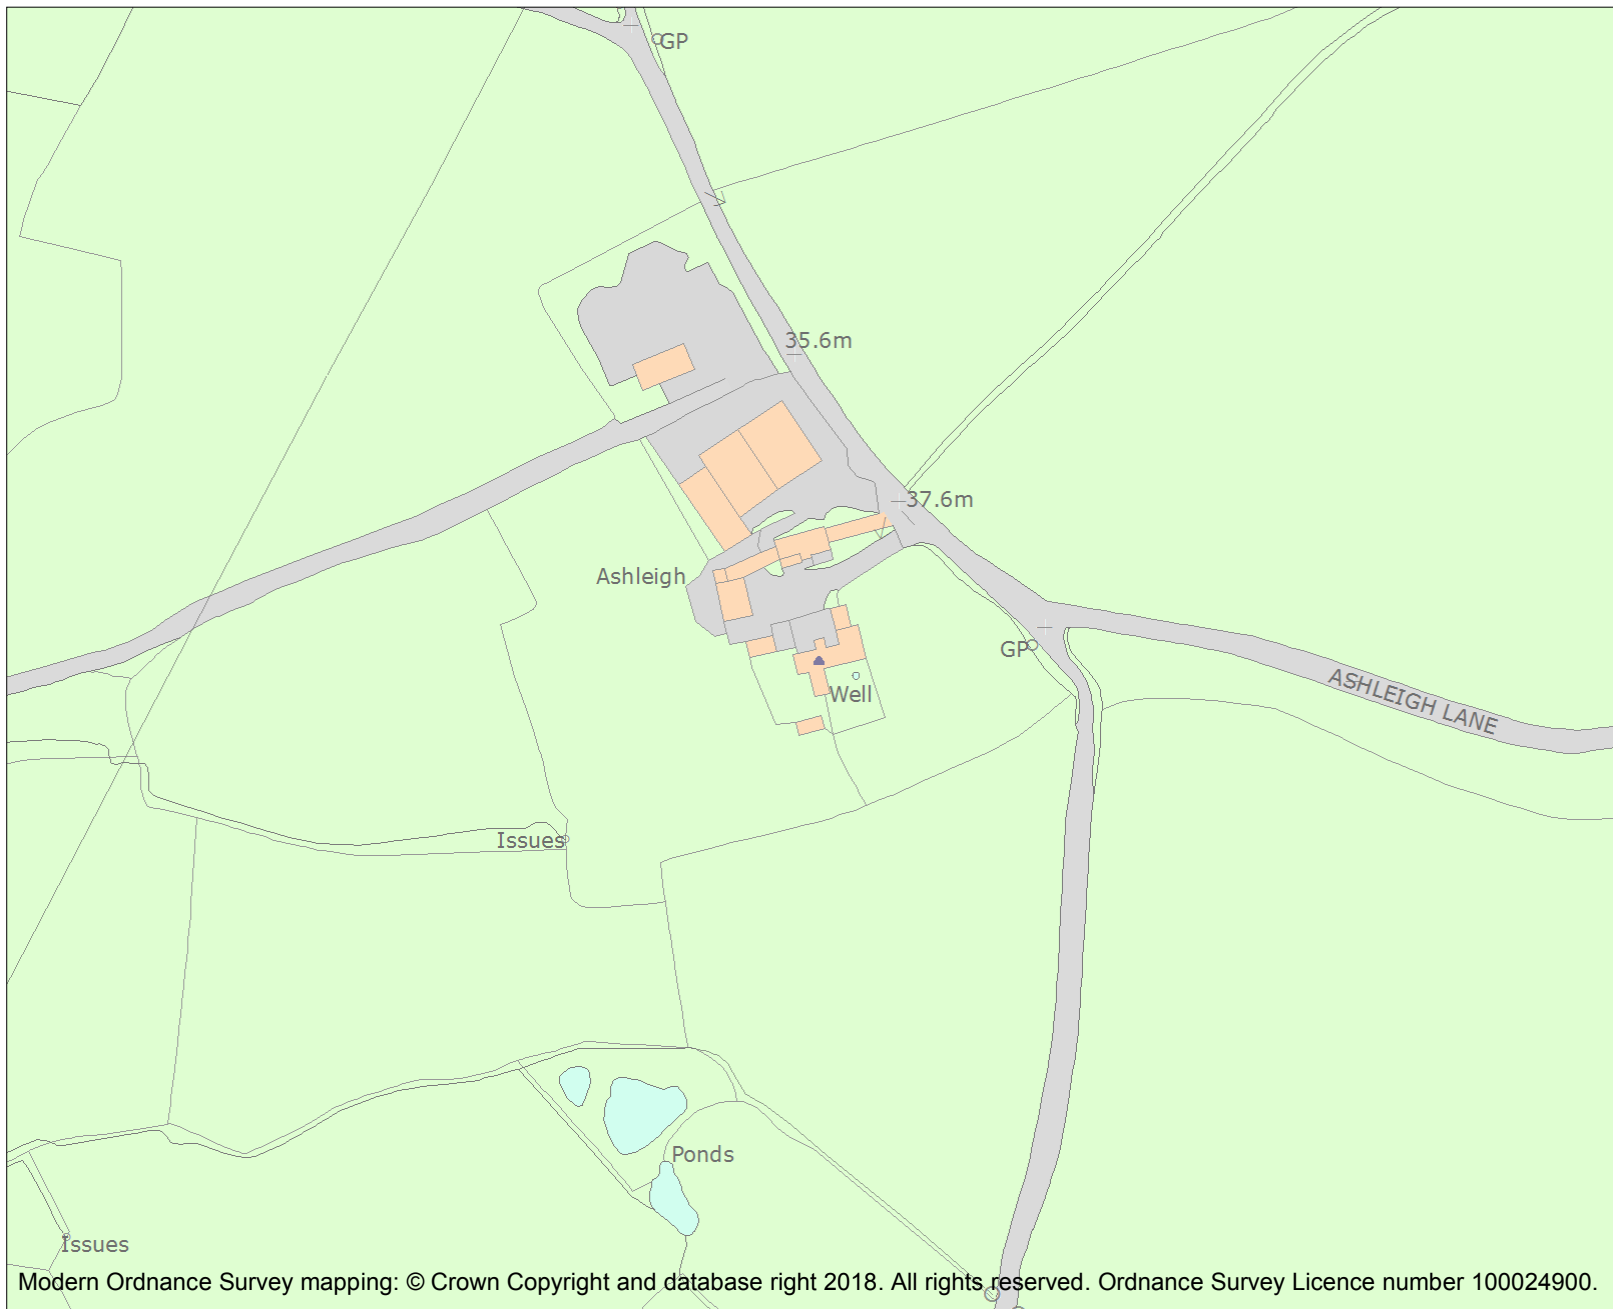 GP
35.6m
37.6m
Ashleigh
GP
Well
ASHLEIGH LANE
Issues
Ponds
Issues
Modern Ordnance Survey mapping: © Crown Copyright and database right 2018. All rights reserved. Ordnance Survey Licence number 100024900.